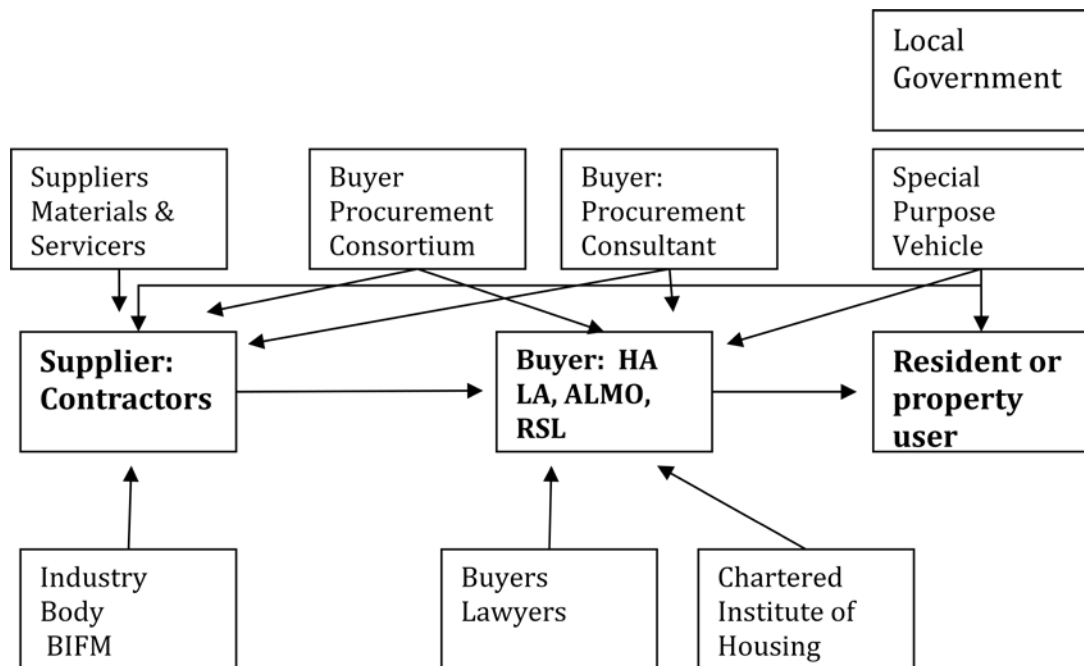 Local
Government
Suppliers
Materials &
Servicers
Buyer
Procurement
Consortium
Buyer:
Procurement
Consultant
Special
Purpose
Vehicle
Supplier:
Contractors
Buyer: HA
LA, ALMO,
RSL
Resident or
property
user
Industry
Body
BIFM
Buyers
Lawyers
Chartered
Institute of
Housing